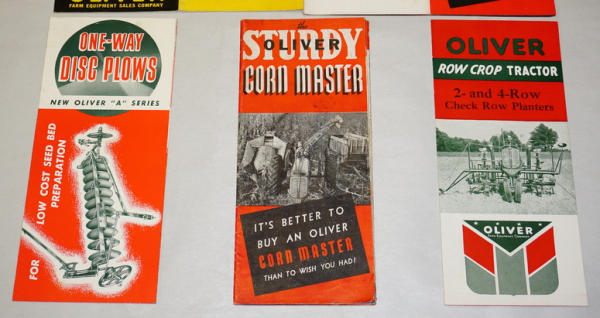 FARM EQUIPMENT SALES COMPANY
ONE-WAY
DISC PLOWS
NEW OLIVER "A" SERIES
FOR LOW COST SEED BED
PREPARATION
the
STURDY
OLIVER
CORN MASTER
IT'S BETTER TO
BUY AN OLIVER
CORN MASTER
THAN TO WISH YOU HAD!
OLIVER
ROW CROP TRACTOR
2- and 4-Row
Check Row Planters
OLIVER